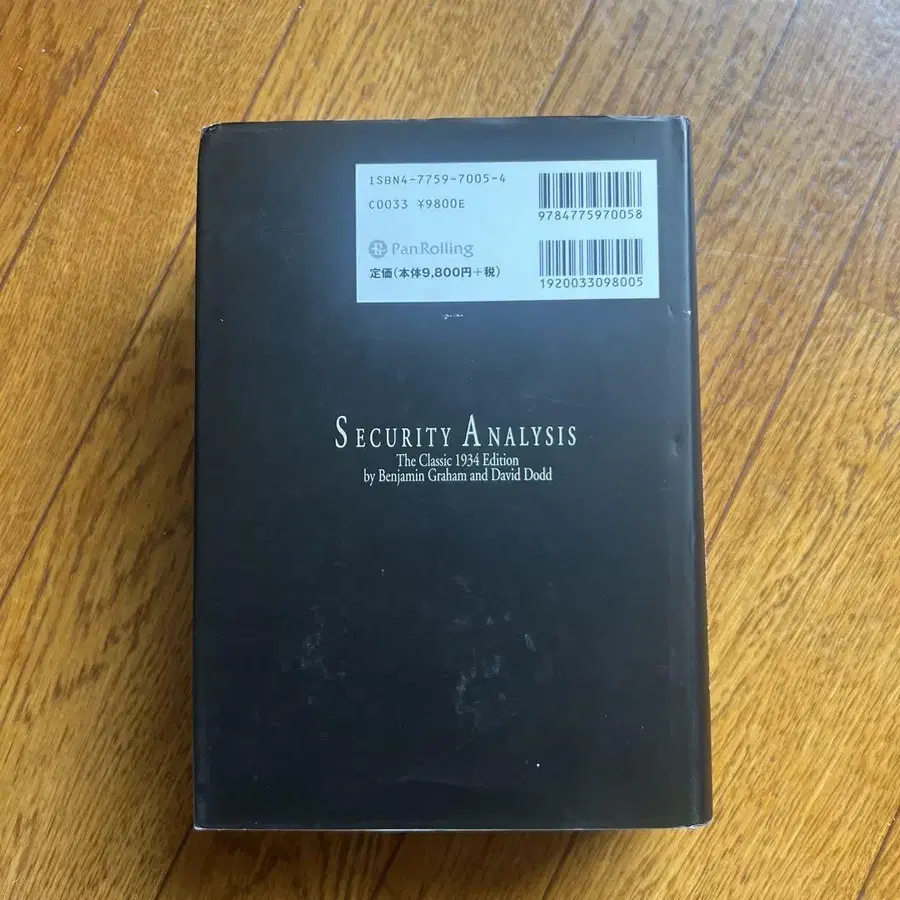 ISBN4-7759-7005-4
C0033 ¥9800E
9784775970058
PanRolling
定価(本体9,800円+税)
1920033098005
SECURITY ANALYSIS
The Classic 1934 Edition
by Benjamin Graham and David Dodd